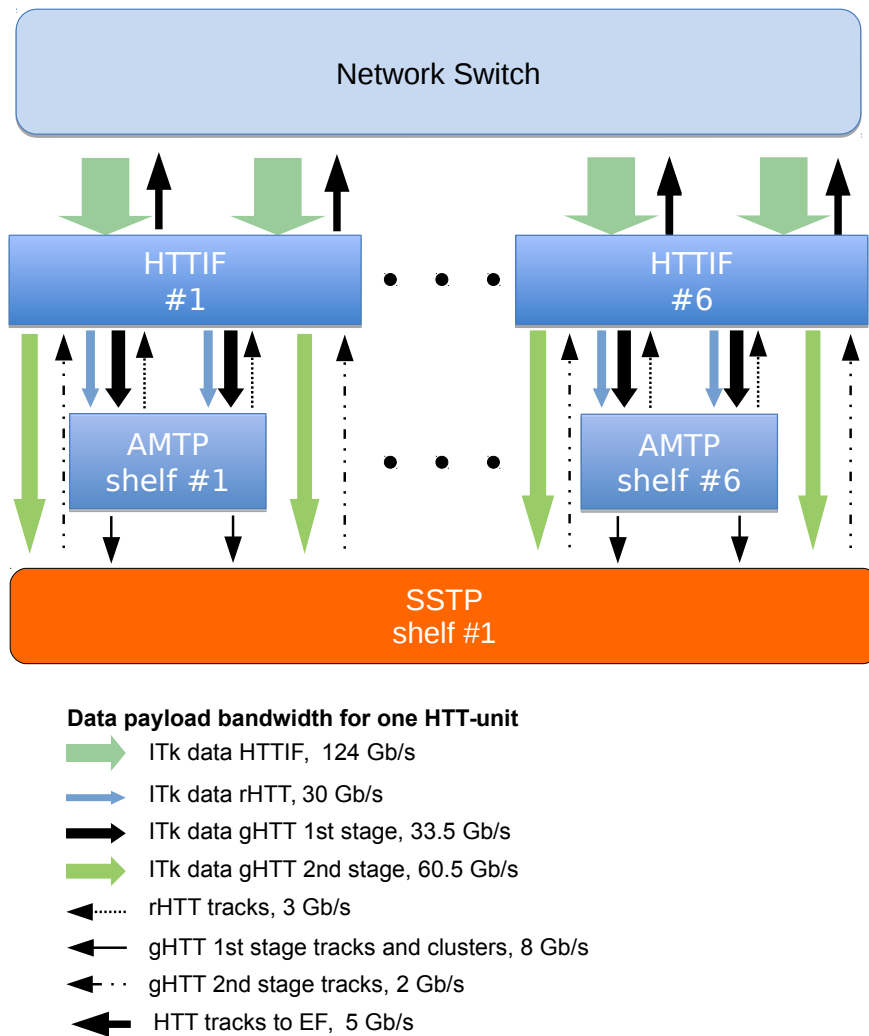 Network Switch
HTTIF
#1
HTTIF
#6
AMTP
shelf #1
AMTP
shelf #6
SSTP
shelf #1
Data payload bandwidth for one HTT-unit
ITk data HTTIF, 124 Gb/s
ITk data rHTT, 30 Gb/s
ITk data gHTT 1st stage, 33.5 Gb/s
ITk data gHTT 2nd stage, 60.5 Gb/s
rHTT tracks, 3 Gb/s
gHTT 1st stage tracks and clusters, 8 Gb/s
gHTT 2nd stage tracks, 2 Gb/s
HTT tracks to EF, 5 Gb/s